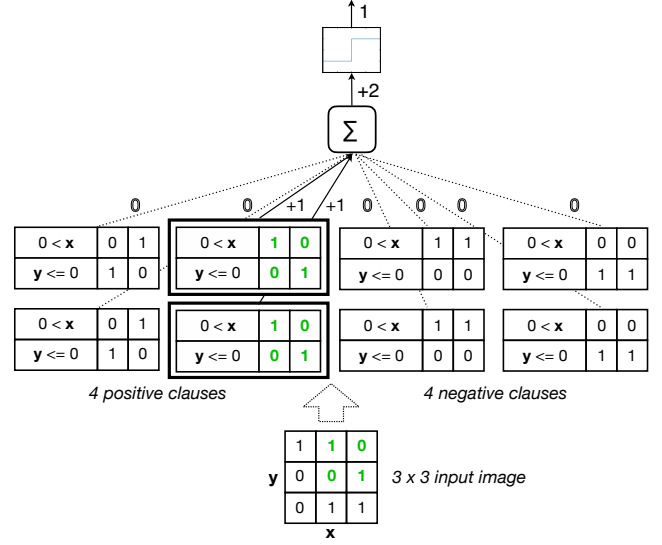 1
+2
∑
0 0 +1 +1 0 0 0 0
0 < x 0 1 0 < x 1 0 0 < x 1 1 0 < x 0 0
y <= 0 1 0 y <= 0 0 1 y <= 0 0 0 y <= 0 1 1
0 < x 0 1 0 < x 1 0 0 < x 1 1 0 < x 0 0
y <= 0 1 0 y <= 0 0 1 y <= 0 0 0 y <= 0 1 1
4 positive clauses 4 negative clauses
1 1 0
y 0 0 1 3 x 3 input image
0 1 1
x